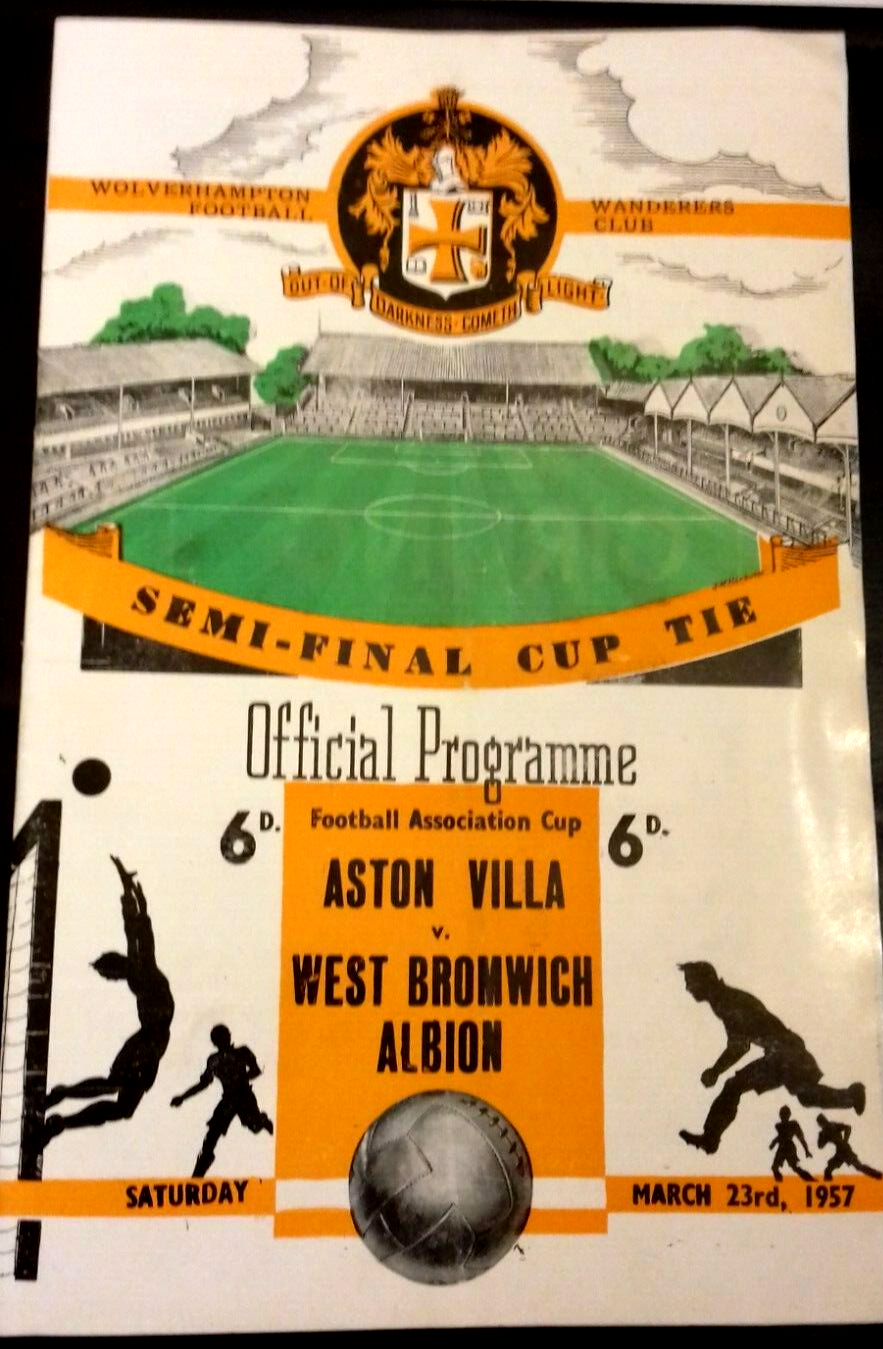 WOLVERHAMPTON WANDERERS
FOOTBALL CLUB
OUT·OF DARKNESS·COMETH LIGHT·
SEMI-FINAL CUP TIE
Official Programme
6D. Football Association Cup 6D.
ASTON VILLA
v.
WEST BROMWICH
ALBION
SATURDAY MARCH 23rd, 1957